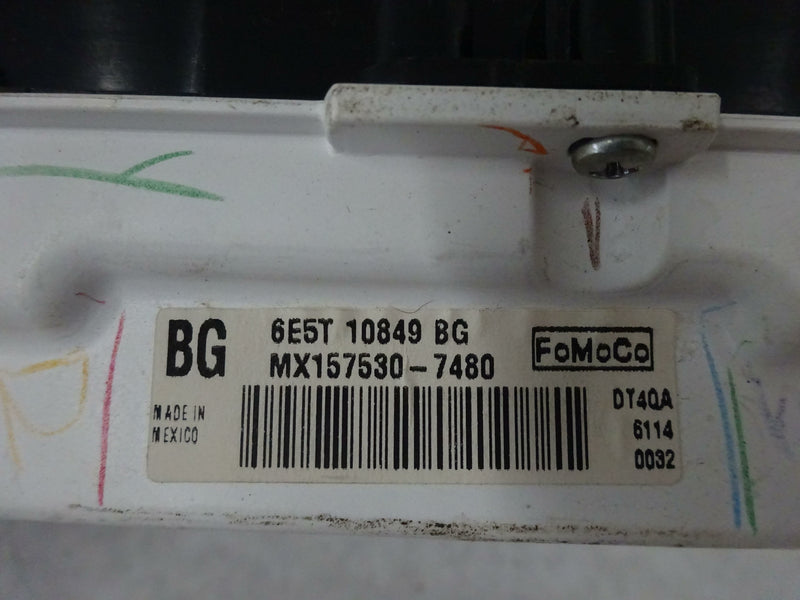 BG
6E5T 10849 BG
MX157530-7480
FoMoCo
MADE IN
MEXICO
DT4QA
6114
0032